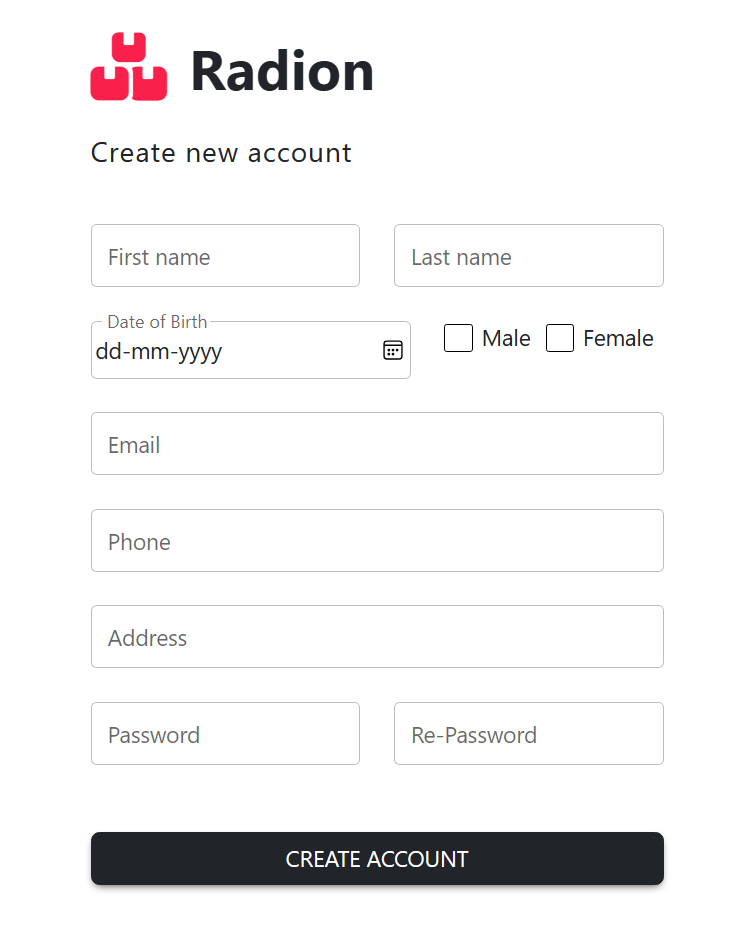 Radion
Create new account
First name Last name
Date of Birth
dd-mm-yyyy Male Female
Email
Phone
Address
Password Re-Password
CREATE ACCOUNT